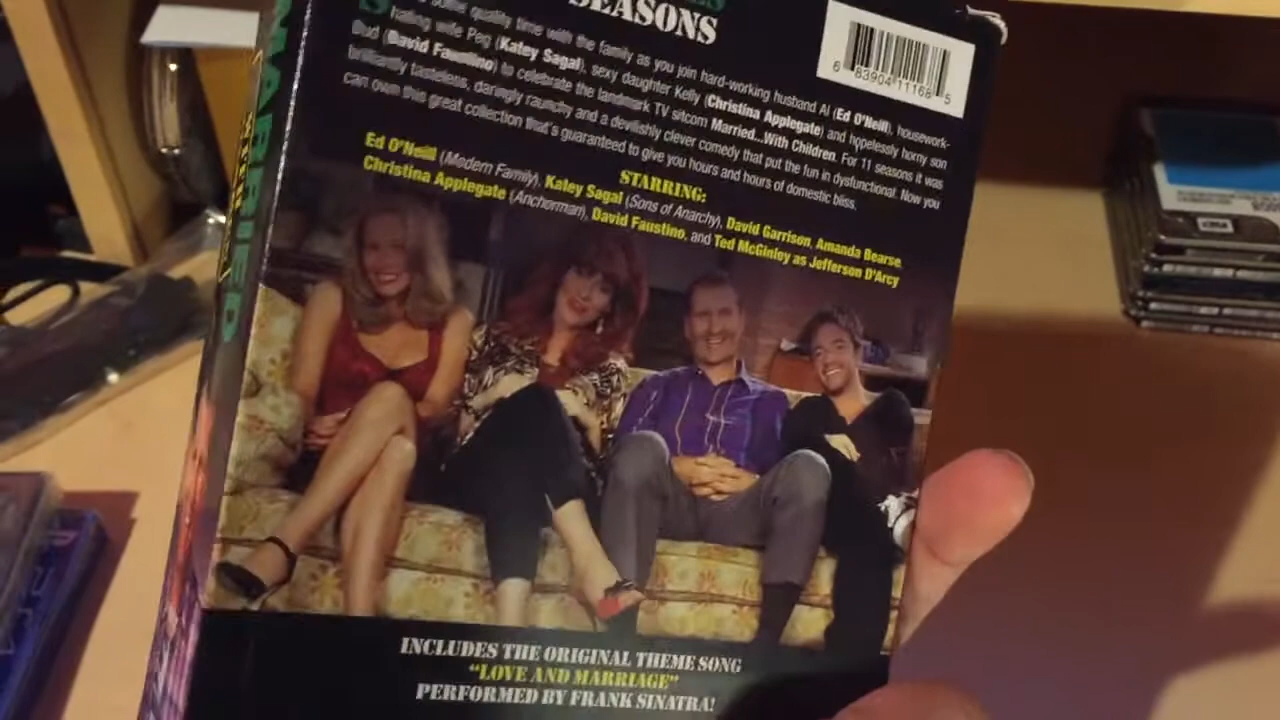 SEASONS
quality time with the family as you join hard-working husband Al (Ed O'Neill), housework-
hating wife Peg (Katey Sagal), sexy daughter Kelly (Christina Applegate) and hopelessly horny son
Bud (David Faustino) to celebrate the landmark TV sitcom Married...With Children. For 11 seasons it was
brilliantly tasteless, daringly raunchy and a devilishly clever comedy that put the fun in dysfunctional. Now you
can own this great collection that's guaranteed to give you hours and hours of domestic bliss.
STARRING:
Ed O'Neill (Modern Family), Katey Sagal (Sons of Anarchy), David Garrison, Amanda Bearse,
Christina Applegate (Anchorman), David Faustino, and Ted McGinley as Jefferson D'Arcy
INCLUDES THE ORIGINAL THEME SONG
"LOVE AND MARRIAGE"
PERFORMED BY FRANK SINATRA!
6 83904 11168 5
MARRIED